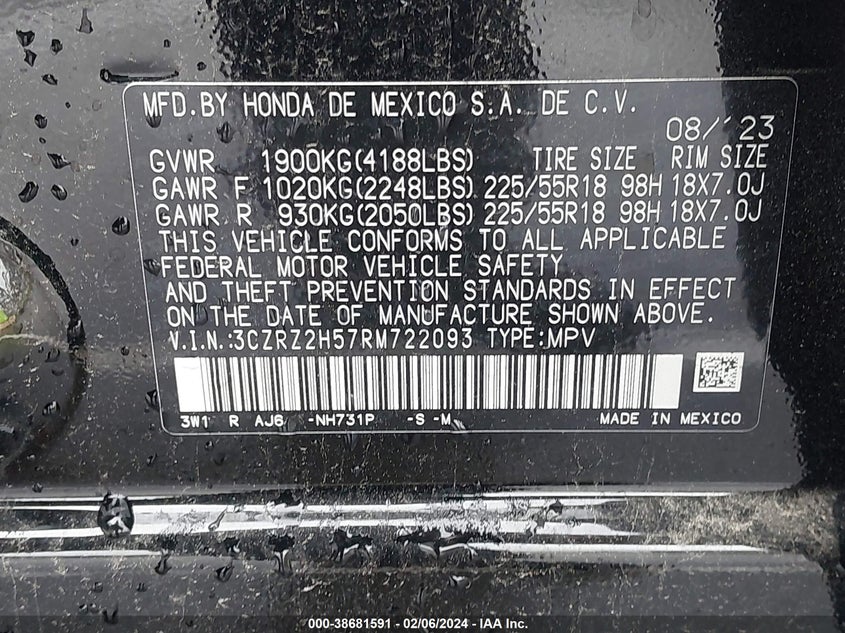 MFD.BY HONDA DE MEXICO S.A. DE C.V.
08/'23
GVWR 1900KG(4188LBS) TIRE SIZE RIM SIZE
GAWR F 1020KG(2248LBS) 225/55R18 98H 18X7.0J
GAWR R 930KG(2050LBS) 225/55R18 98H 18X7.0J
THIS VEHICLE CONFORMS TO ALL APPLICABLE
FEDERAL MOTOR VEHICLE SAFETY
AND THEFT PREVENTION STANDARDS IN EFFECT
ON THE DATE OF MANUFACTURE SHOWN ABOVE.
V.I.N.:3CZRZ2H57RM722093 TYPE:MPV
3W1 R AJ6 -NH731P -S -M MADE IN MEXICO
000-38681591 - 02/06/2024 - IAA Inc.